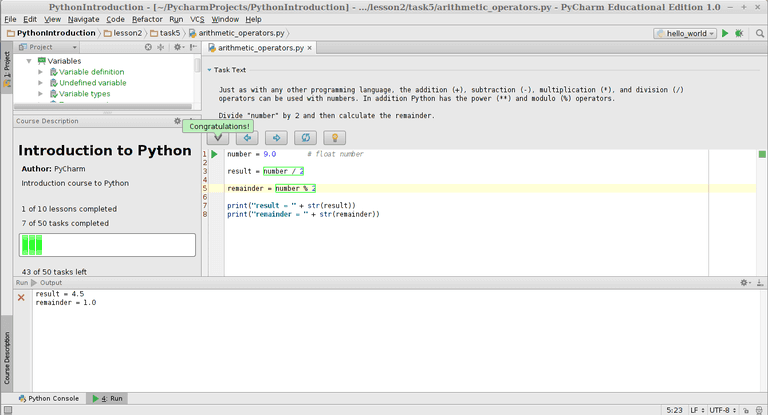 PythonIntroduction - [~/PycharmProjects/PythonIntroduction] - .../lesson2/task5/arithmetic_operators.py - PyCharm Educational Edition 1.0
File Edit View Navigate Code Refactor Run VCS Window Help
PythonIntroduction lesson2 task5 arithmetic_operators.py hello_world
1: Project
Project
Variables
Variable definition
Undefined variable
Variable types
Course Description
Introduction to Python
Author: PyCharm
Introduction course to Python
1 of 10 lessons completed
7 of 50 tasks completed
43 of 50 tasks left
arithmetic_operators.py
Task Text
Just as with any other programming language, the addition (+), subtraction (-), multiplication (*), and division (/)
operators can be used with numbers. In addition Python has the power (**) and modulo (%) operators.
Divide "number" by 2 and then calculate the remainder.
Congratulations!
1 number = 9.0 # float number
2
3 result = number / 2
4
5 remainder = number % 2
6
7 print("result = " + str(result))
8 print("remainder = " + str(remainder))
Run Output
result = 4.5
remainder = 1.0
Course Description
Python Console 4: Run
5:23 LF UTF-8